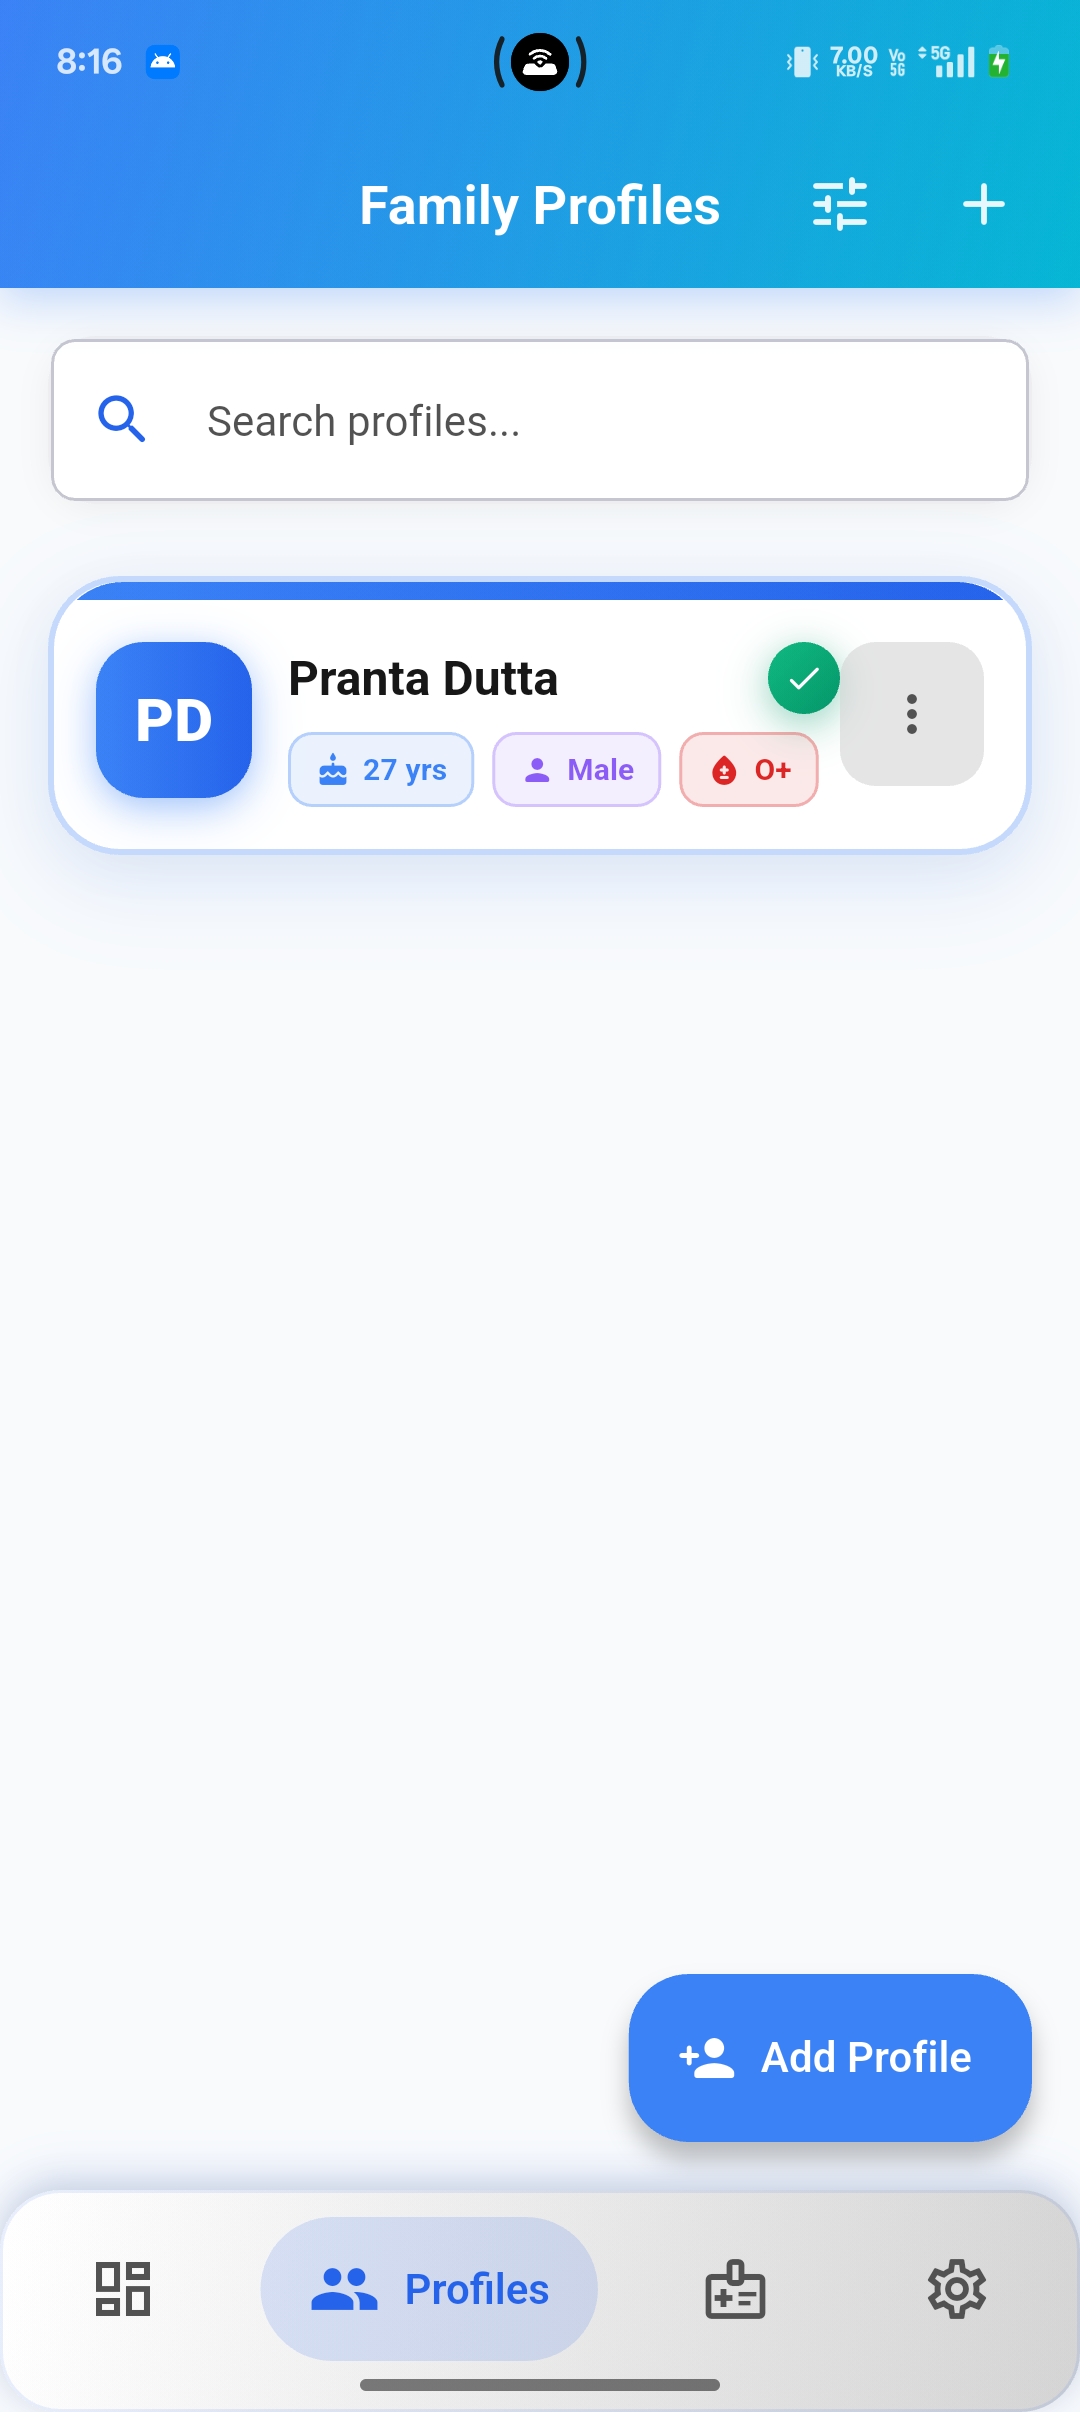 8:16
7.00
KB/S
Vo
5G
5G
Family Profiles
Search profiles...
PD
Pranta Dutta
27 yrs
Male
O+
Add Profile
Profiles